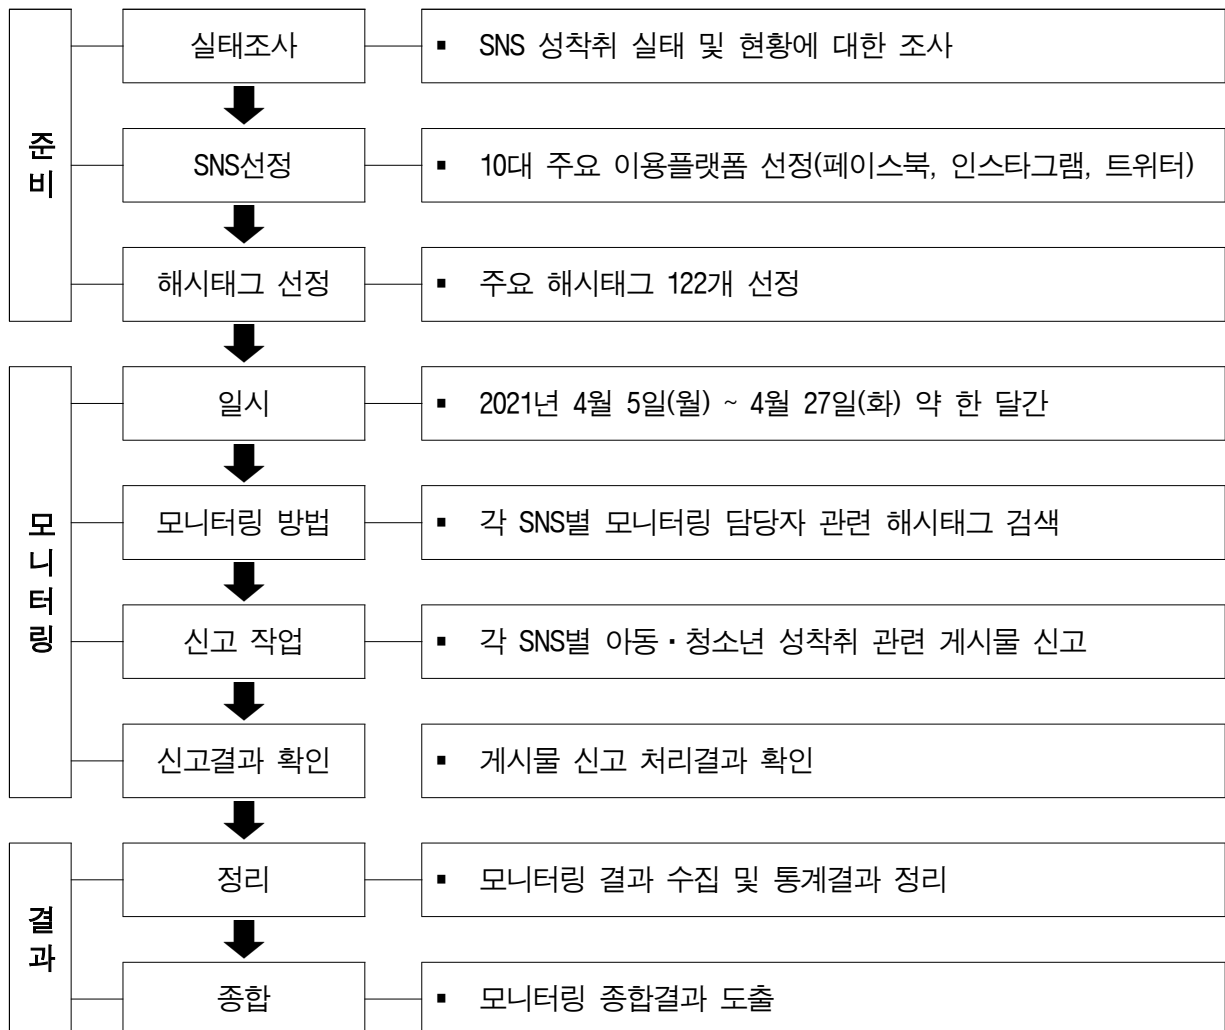 준비
실태조사
▪ SNS 성착취 실태 및 현황에 대한 조사
SNS선정
▪ 10대 주요 이용플랫폼 선정(페이스북, 인스타그램, 트위터)
해시태그 선정
▪ 주요 해시태그 122개 선정
모니터링
일시
▪ 2021년 4월 5일(월) ~ 4월 27일(화) 약 한 달간
모니터링 방법
▪ 각 SNS별 모니터링 담당자 관련 해시태그 검색
신고 작업
▪ 각 SNS별 아동·청소년 성착취 관련 게시물 신고
신고결과 확인
▪ 게시물 신고 처리결과 확인
결과
정리
▪ 모니터링 결과 수집 및 통계결과 정리
종합
▪ 모니터링 종합결과 도출